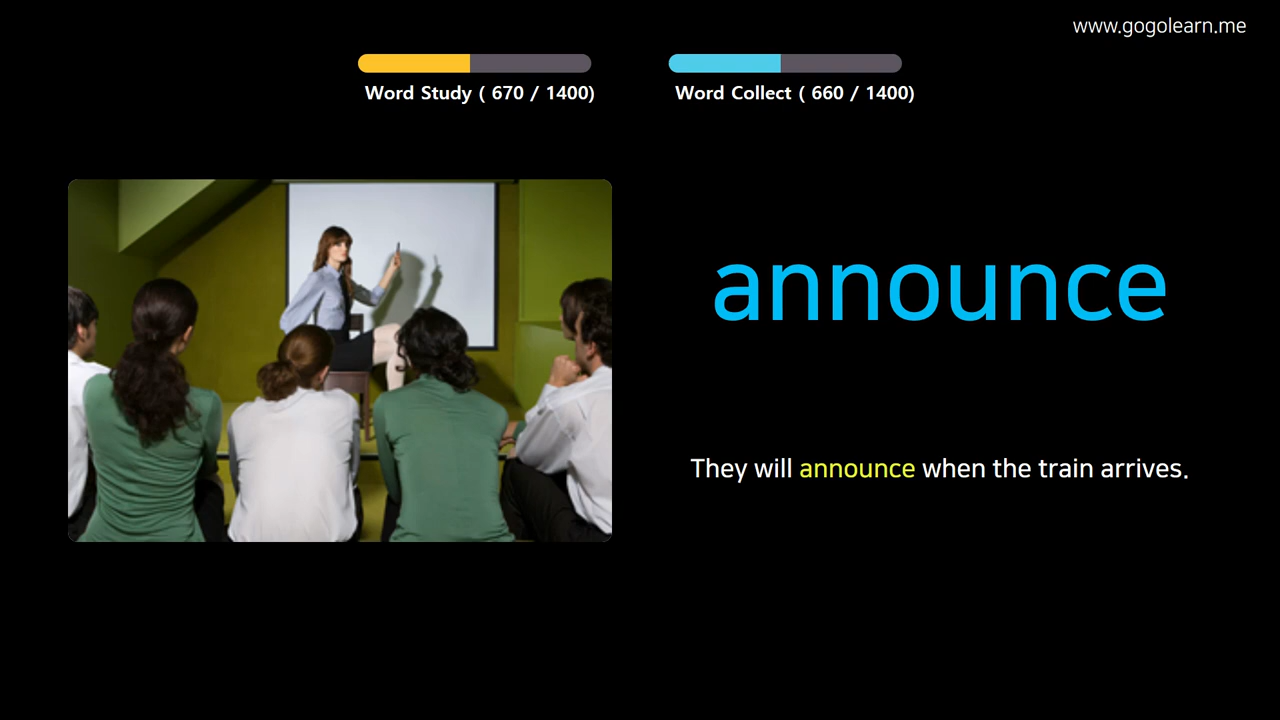 www.gogolearn.me
Word Study ( 670 / 1400)
Word Collect ( 660 / 1400)
announce
They will announce when the train arrives.